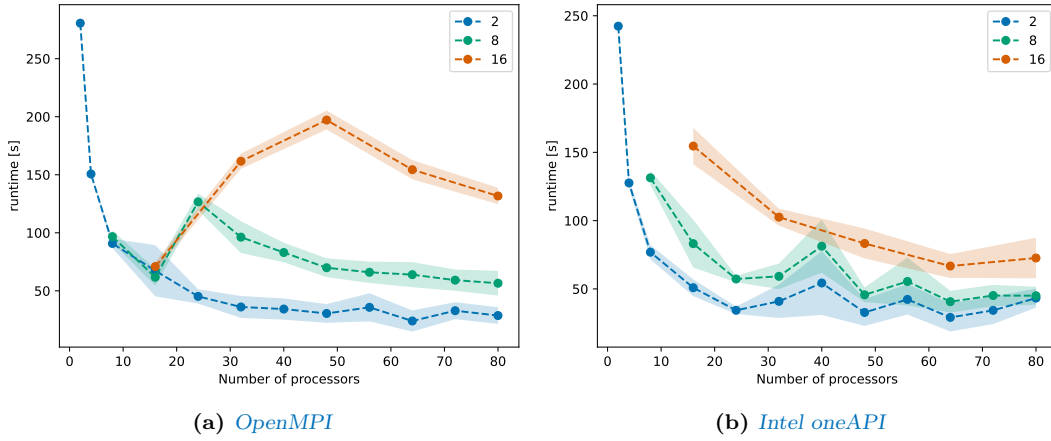 2
8
16
250
200
150
100
50
runtime [s]
0 10 20 30 40 50 60 70 80
Number of processors
(a) OpenMPI
2
8
16
250
200
150
100
50
runtime [s]
0 10 20 30 40 50 60 70 80
Number of processors
(b) Intel oneAPI